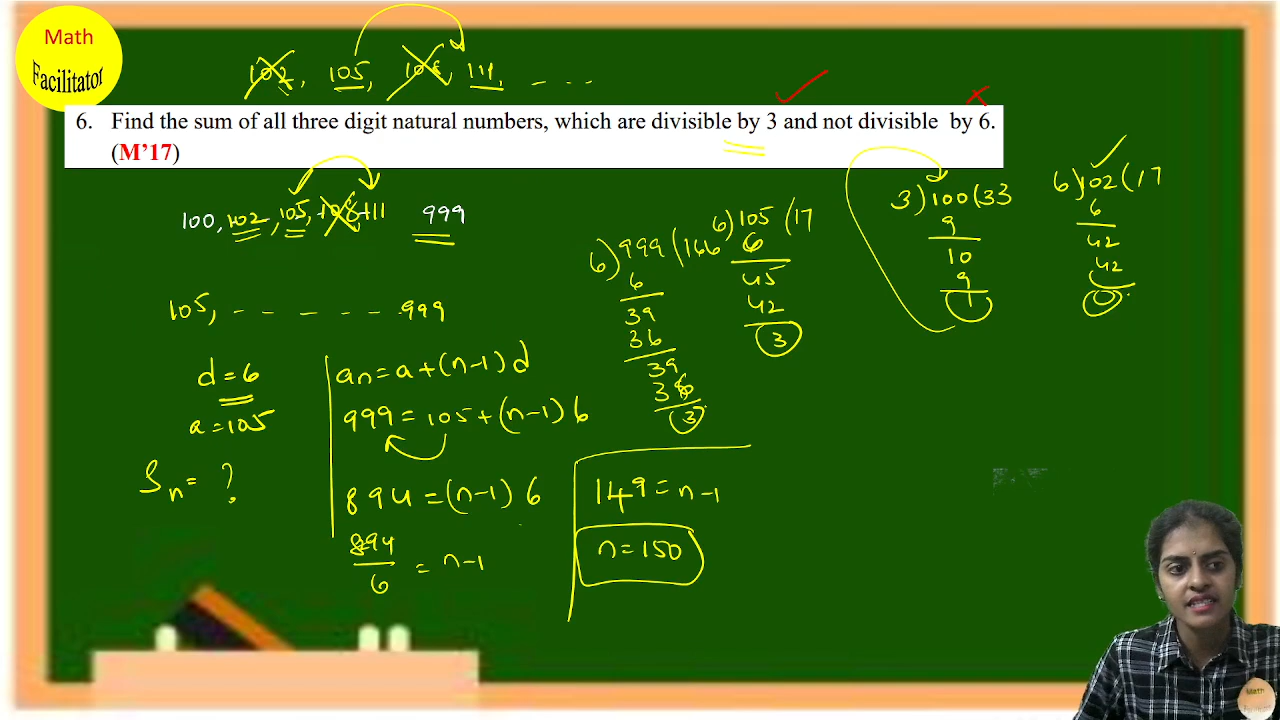 Math
Facilitator
102, 105, 108, 111, - - - - -
6. Find the sum of all three digit natural numbers, which are divisible by 3 and not divisible by 6.
(M’17)
100, 102, 105, 108, 111 999
105, - - - - - - 999
d = 6
a = 105
Sn = ?
an = a + (n-1) d
999 = 105 + (n-1) 6
894 = (n-1) 6
894
6
= n-1
149 = n-1
n = 150
6) 999 (166
6
39
36
39
36
3
6) 105 (17
6
45
42
3
3) 100 (33
9
10
9
1
6) 102 (17
6
42
42
0
Math